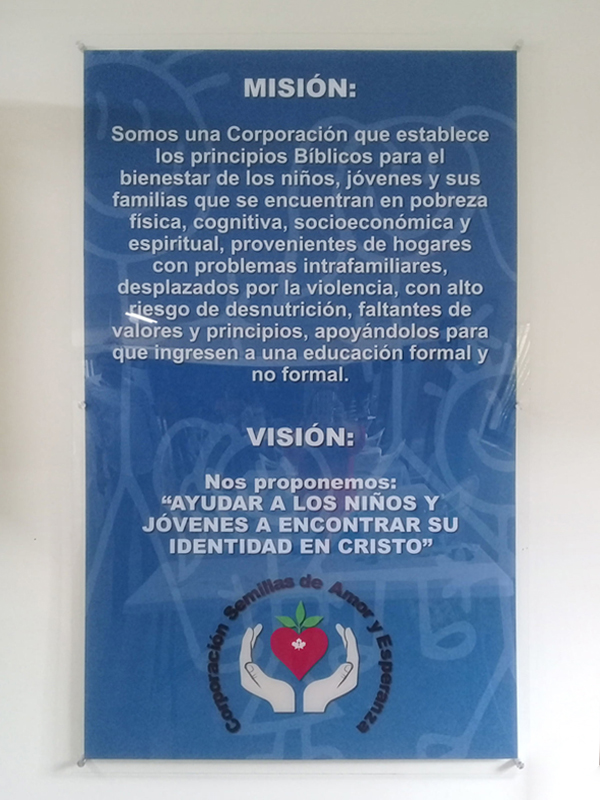 MISIÓN:
Somos una Corporación que establece
los principios Bíblicos para el
bienestar de los niños, jóvenes y sus
familias que se encuentran en pobreza
física, cognitiva, socioeconómica y
espiritual, provenientes de hogares
con problemas intrafamiliares,
desplazados por la violencia, con alto
riesgo de desnutrición, faltantes de
valores y principios, apoyándolos para
que ingresen a una educación formal y
no formal.
VISIÓN:
Nos proponemos:
“AYUDAR A LOS NIÑOS Y
JÓVENES A ENCONTRAR SU
IDENTIDAD EN CRISTO”
Corporación Semillas de Amor y Esperanza